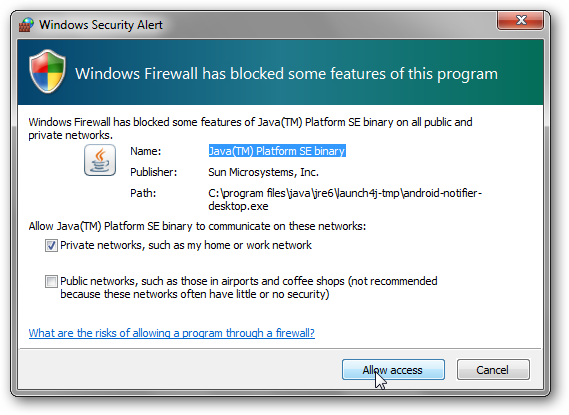 Windows Security Alert
Windows Firewall has blocked some features of this program
Windows Firewall has blocked some features of Java(TM) Platform SE binary on all public and
private networks.
Name: Java(TM) Platform SE binary
Publisher: Sun Microsystems, Inc.
Path: C:\program files\java\jre6\launch4j-tmp\android-notifier-
desktop.exe
Allow Java(TM) Platform SE binary to communicate on these networks:
Private networks, such as my home or work network
Public networks, such as those in airports and coffee shops (not recommended
because these networks often have little or no security)
What are the risks of allowing a program through a firewall?
Allow access Cancel